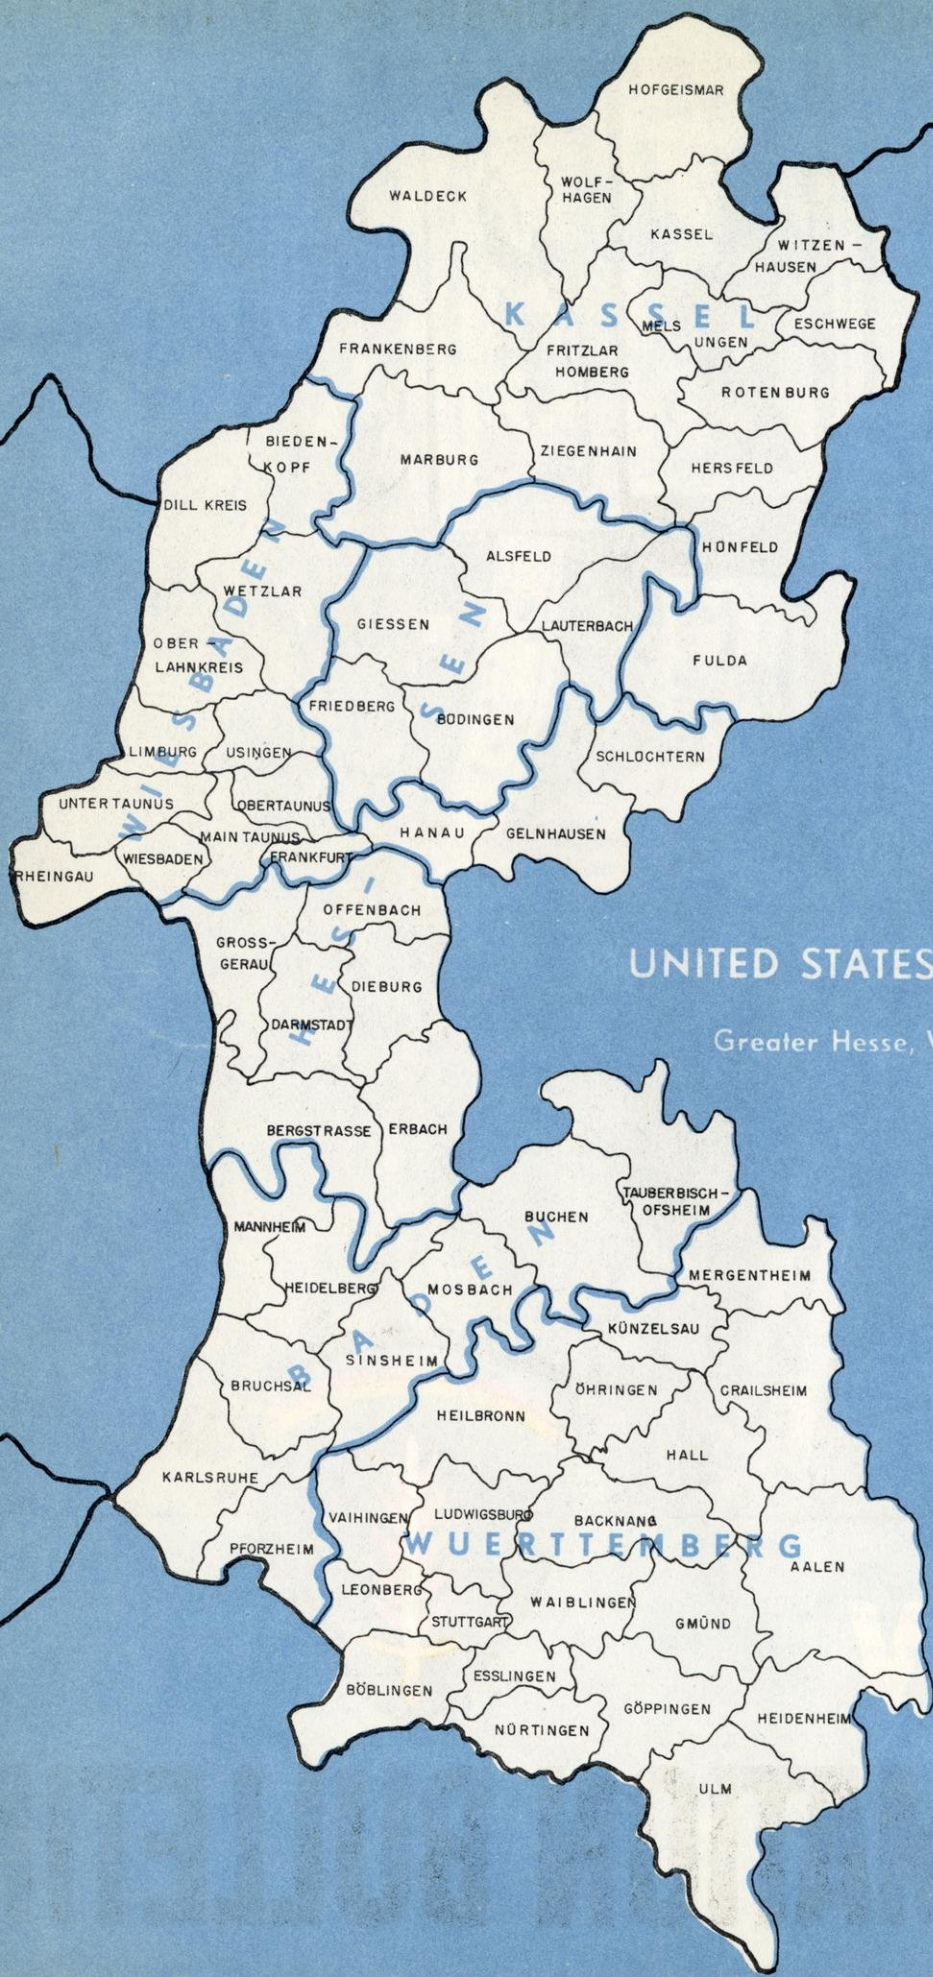 HOFGEISMAR
WALDECK
WOLF-
HAGEN
KASSEL
WITZEN-
HAUSEN
KASSEL
MELS
UNGEN
ESCHWEGE
FRANKENBERG
FRITZLAR
HOMBERG
ROTENBURG
BIEDEN-
KOPF
MARBURG
ZIEGENHAIN
HERSFELD
DILL KREIS
ALSFELD
HÜNFELD
WETZLAR
GIESSEN
LAUTERBACH
OBER-
LAHNKREIS
FULDA
WIESBADEN
FRIEDBERG
BÜDINGEN
LIMBURG
USINGEN
SCHLÜCHTERN
UNTERTAUNUS
OBERTAUNUS
MAIN TAUNUS
HANAU
GELNHAUSEN
RHEINGAU
WIESBADEN
FRANKFURT
HESSEN
OFFENBACH
GROSS-
GERAU
DIEBURG
DARMSTADT
UNITED STATES
Greater Hesse,
BERGSTRASSE
ERBACH
MANNHEIM
BUCHEN
TAUBERBISCH-
OFSHEIM
HEIDELBERG
MOSBACH
MERGENTHEIM
BADEN
SINSHEIM
KÜNZELSAU
BRUCHSAL
ÖHRINGEN
CRAILSHEIM
HEILBRONN
HALL
KARLSRUHE
VAIHINGEN
LUDWIGSBURG
BACKNANG
PFORZHEIM
WUERTTEMBERG
AALEN
LEONBERG
WAIBLINGEN
STUTTGART
GMÜND
BÖBLINGEN
ESSLINGEN
GÖPPINGEN
NÜRTINGEN
HEIDENHEIM
ULM